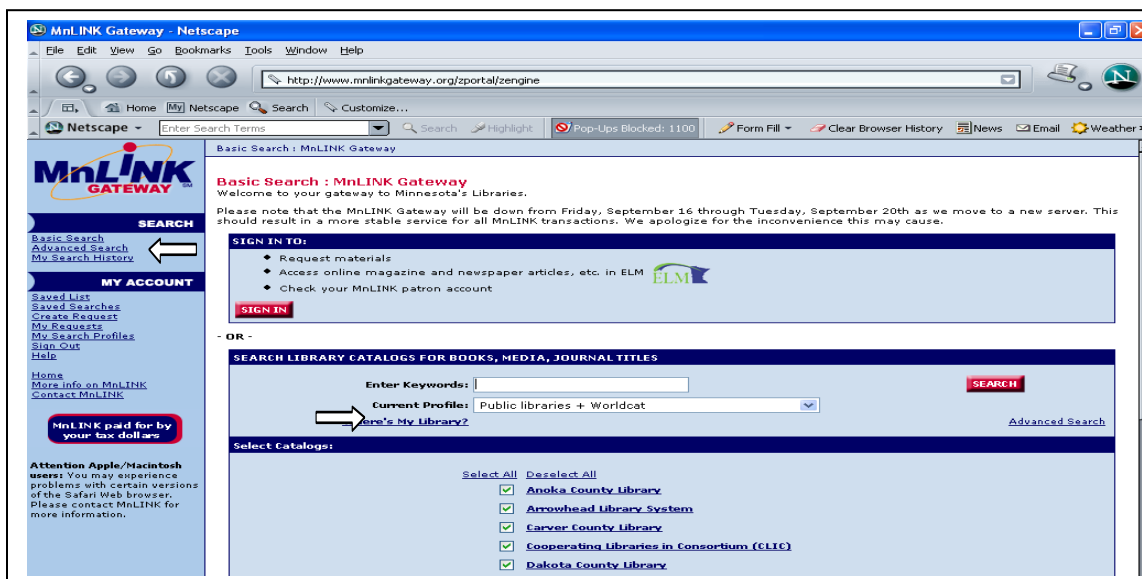 MnLINK Gateway - Netscape
File Edit View Go Bookmarks Tools Window Help
http://www.mnlinkgateway.org/zportal/zengine
Home My Netscape Search Customize...
Netscape Enter Search Terms Search Highlight Pop-Ups Blocked: 1100 Form Fill Clear Browser History News Email Weather
MnLINK
GATEWAY SM
SEARCH
Basic Search
Advanced Search
My Search History
MY ACCOUNT
Saved List
Saved Searches
Create Request
My Requests
My Search Profiles
Sign Out
Help
Home
More info on MnLINK
Contact MnLINK
MnLINK paid for by
your tax dollars
Attention Apple/Macintosh
users: You may experience
problems with certain versions
of the Safari Web browser.
Please contact MnLINK for
more information.
Basic Search : MnLINK Gateway
Basic Search : MnLINK Gateway
Welcome to your gateway to Minnesota's Libraries.
Please note that the MnLINK Gateway will be down from Friday, September 16 through Tuesday, September 20th as we move to a new server. This
should result in a more stable service for all MnLINK transactions. We apologize for the inconvenience this may cause.
SIGN IN TO:
Request materials
Access online magazine and newspaper articles, etc. in ELM ELM
Check your MnLINK patron account
SIGN IN
- OR -
SEARCH LIBRARY CATALOGS FOR BOOKS, MEDIA, JOURNAL TITLES
Enter Keywords: SEARCH
Current Profile: Public libraries + Worldcat
ere's My Library? Advanced Search
Select Catalogs:
Select All Deselect All
Anoka County Library
Arrowhead Library System
Carver County Library
Cooperating Libraries in Consortium (CLIC)
Dakota County Library